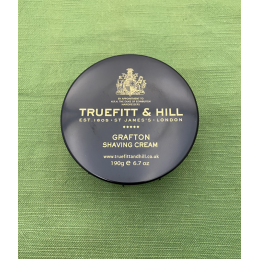 TRUEFITT & HILL
EST 1805 · ST JAMES'S · LONDON
GRAFTON
SHAVING CREAM
www.truefittandhill.co.uk
190g ℮ 6.7 oz